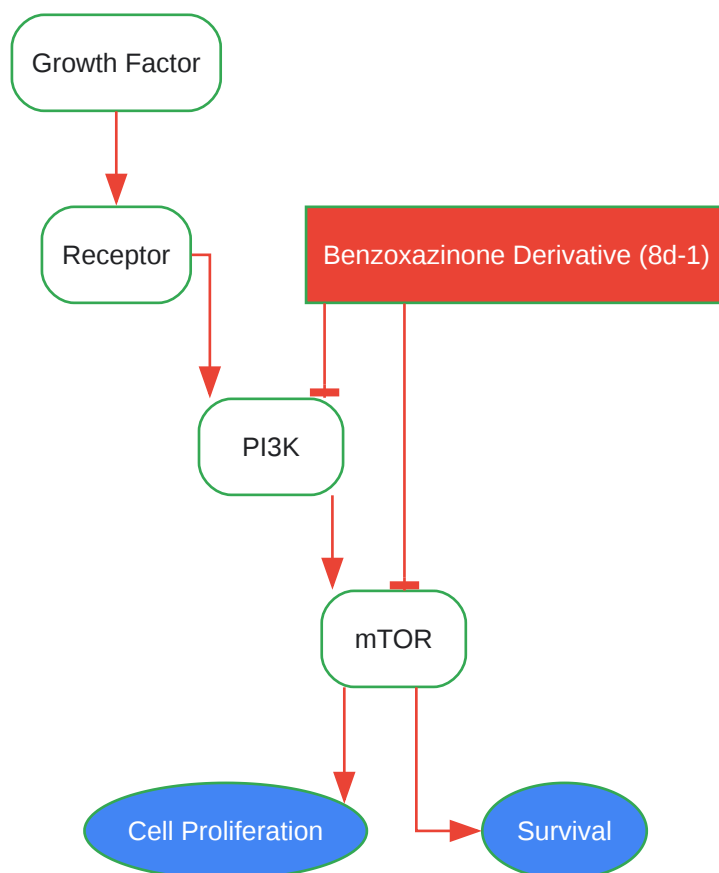 Growth Factor
Receptor
Benzoxazinone Derivative (8d-1)
PI3K
mTOR
Cell Proliferation
Survival